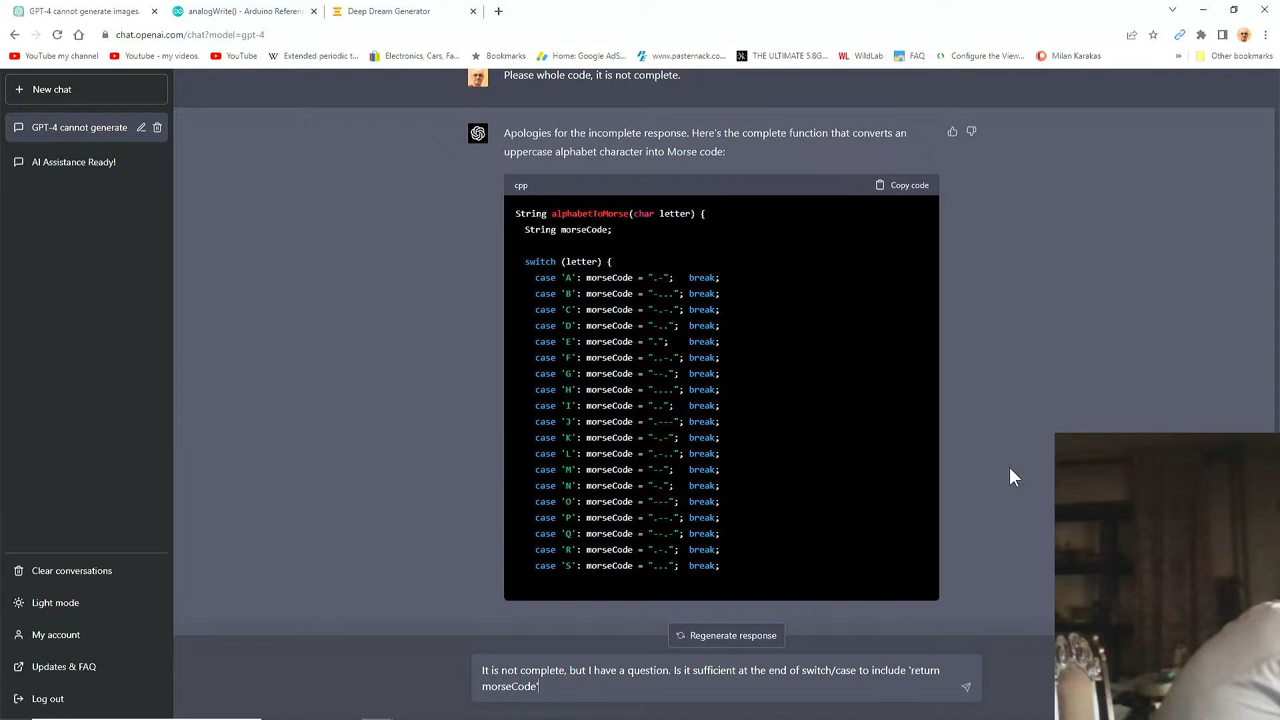 GPT-4 cannot generate images.
analogWrite() - Arduino Referen
Deep Dream Generator
chat.openai.com/chat?model=gpt-4
YouTube my channel
YouTube - my videos.
YouTube
Extended periodic t...
Electronics, Cars, Fa...
Bookmarks
Home: Google AdS...
www.pasternack.com
THE ULTIMATE 5.8G...
WL WildLab
FAQ
Configure the View...
Milan Karakas
»
Other bookmarks
New chat
GPT-4 cannot generate
AI Assistance Ready!
Clear conversations
Light mode
My account
Updates & FAQ
Log out
Please whole code, it is not complete.
Apologies for the incomplete response. Here's the complete function that converts an
uppercase alphabet character into Morse code:
cpp
Copy code
String alphabetToMorse(char letter) {
String morseCode;
switch (letter) {
case 'A': morseCode = ".-"; break;
case 'B': morseCode = "-..."; break;
case 'C': morseCode = "-.-."; break;
case 'D': morseCode = "-.."; break;
case 'E': morseCode = "."; break;
case 'F': morseCode = "..-."; break;
case 'G': morseCode = "--."; break;
case 'H': morseCode = "...."; break;
case 'I': morseCode = ".."; break;
case 'J': morseCode = ".---"; break;
case 'K': morseCode = "-.-"; break;
case 'L': morseCode = ".-.."; break;
case 'M': morseCode = "--"; break;
case 'N': morseCode = "-."; break;
case 'O': morseCode = "---"; break;
case 'P': morseCode = ".--."; break;
case 'Q': morseCode = "--.-"; break;
case 'R': morseCode = ".-."; break;
case 'S': morseCode = "..."; break;
Regenerate response
It is not complete, but I have a question. Is it sufficient at the end of switch/case to include 'return
morseCode'